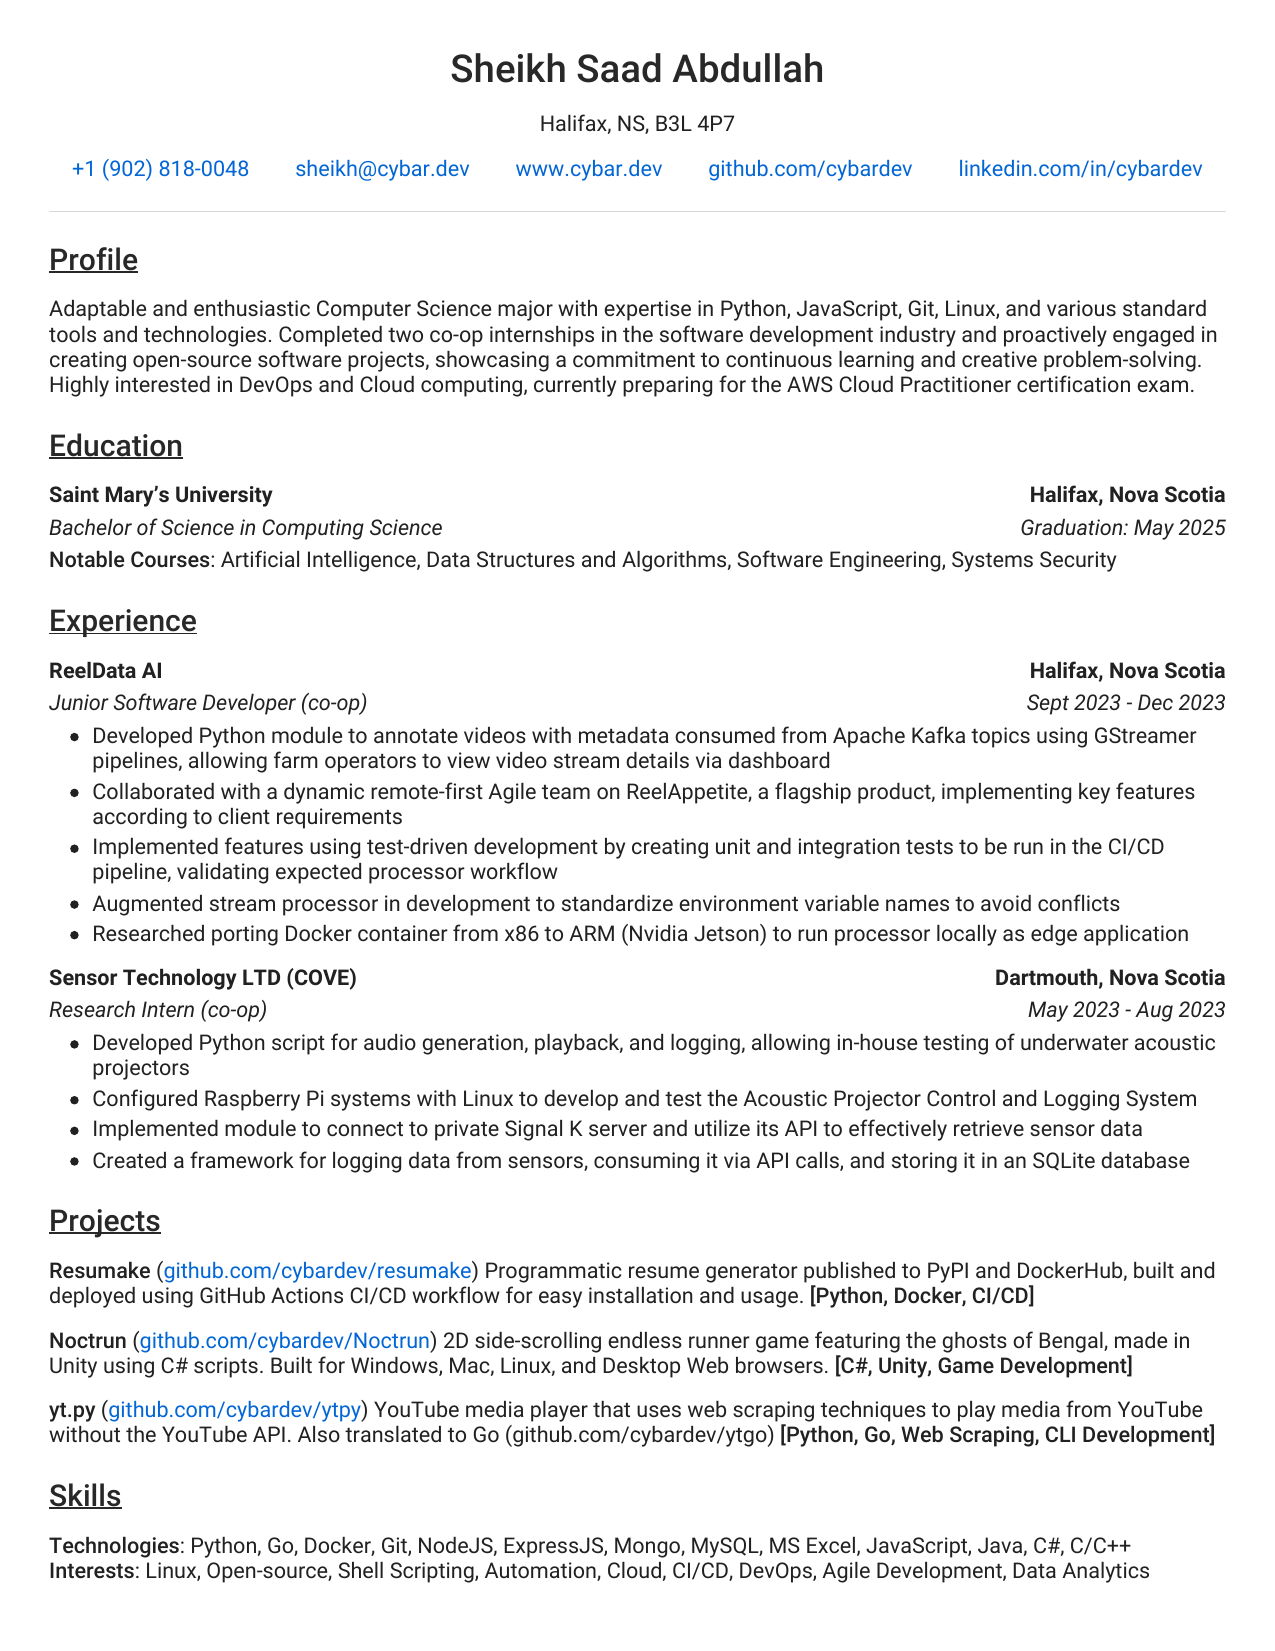 Sheikh Saad Abdullah
Halifax, NS, B3L 4P7
+1 (902) 818-0048 sheikh@cybar.dev www.cybar.dev github.com/cybardev linkedin.com/in/cybardev
Profile
Adaptable and enthusiastic Computer Science major with expertise in Python, JavaScript, Git, Linux, and various standard
tools and technologies. Completed two co-op internships in the software development industry and proactively engaged in
creating open-source software projects, showcasing a commitment to continuous learning and creative problem-solving.
Highly interested in DevOps and Cloud computing, currently preparing for the AWS Cloud Practitioner certification exam.
Education
Saint Mary’s University Halifax, Nova Scotia
Bachelor of Science in Computing Science Graduation: May 2025
Notable Courses: Artificial Intelligence, Data Structures and Algorithms, Software Engineering, Systems Security
Experience
ReelData AI Halifax, Nova Scotia
Junior Software Developer (co-op) Sept 2023 - Dec 2023
• Developed Python module to annotate videos with metadata consumed from Apache Kafka topics using GStreamer
pipelines, allowing farm operators to view video stream details via dashboard
• Collaborated with a dynamic remote-first Agile team on ReelAppetite, a flagship product, implementing key features
according to client requirements
• Implemented features using test-driven development by creating unit and integration tests to be run in the CI/CD
pipeline, validating expected processor workflow
• Augmented stream processor in development to standardize environment variable names to avoid conflicts
• Researched porting Docker container from x86 to ARM (Nvidia Jetson) to run processor locally as edge application
Sensor Technology LTD (COVE) Dartmouth, Nova Scotia
Research Intern (co-op) May 2023 - Aug 2023
• Developed Python script for audio generation, playback, and logging, allowing in-house testing of underwater acoustic
projectors
• Configured Raspberry Pi systems with Linux to develop and test the Acoustic Projector Control and Logging System
• Implemented module to connect to private Signal K server and utilize its API to effectively retrieve sensor data
• Created a framework for logging data from sensors, consuming it via API calls, and storing it in an SQLite database
Projects
Resumake (github.com/cybardev/resumake) Programmatic resume generator published to PyPI and DockerHub, built and
deployed using GitHub Actions CI/CD workflow for easy installation and usage. [Python, Docker, CI/CD]
Noctrun (github.com/cybardev/Noctrun) 2D side-scrolling endless runner game featuring the ghosts of Bengal, made in
Unity using C# scripts. Built for Windows, Mac, Linux, and Desktop Web browsers. [C#, Unity, Game Development]
yt.py (github.com/cybardev/ytpy) YouTube media player that uses web scraping techniques to play media from YouTube
without the YouTube API. Also translated to Go (github.com/cybardev/ytgo) [Python, Go, Web Scraping, CLI Development]
Skills
Technologies: Python, Go, Docker, Git, NodeJS, ExpressJS, Mongo, MySQL, MS Excel, JavaScript, Java, C#, C/C++
Interests: Linux, Open-source, Shell Scripting, Automation, Cloud, CI/CD, DevOps, Agile Development, Data Analytics